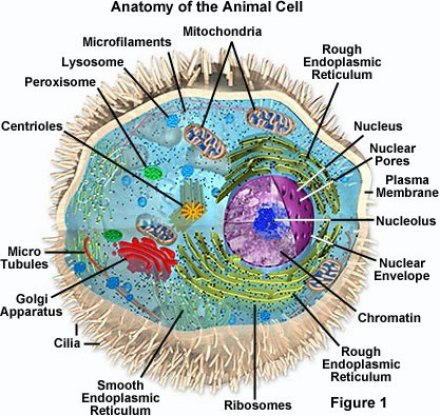 Anatomy of the Animal Cell
Mitochondria
Microfilaments
Lysosome
Peroxisome
Centrioles
Rough
Endoplasmic
Reticulum
Nucleus
Nuclear
Pores
Plasma
Membrane
Nucleolus
Nuclear
Envelope
Chromatin
Rough
Endoplasmic
Reticulum
Ribosomes
Smooth
Endoplasmic
Reticulum
Cilia
Golgi
Apparatus
Micro
Tubules
Figure 1